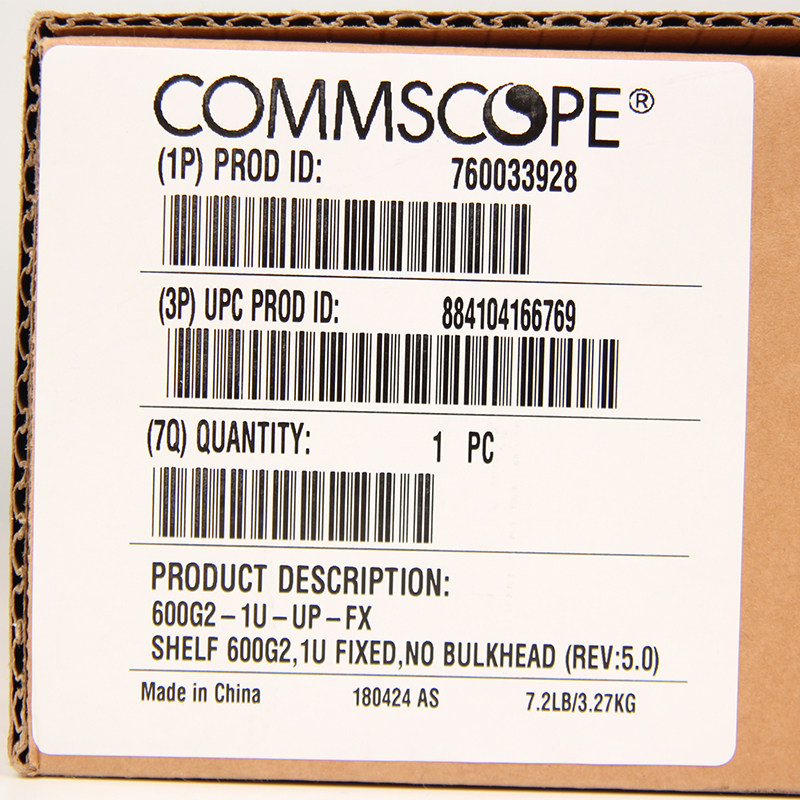 COMMSCOPE®
(1P) PROD ID: 760033928
(3P) UPC PROD ID: 884104166769
(7Q) QUANTITY: 1 PC
PRODUCT DESCRIPTION:
600G2-1U-UP-FX
SHELF 600G2,1U FIXED,NO BULKHEAD (REV:5.0)
Made in China 180424 AS 7.2LB/3.27KG